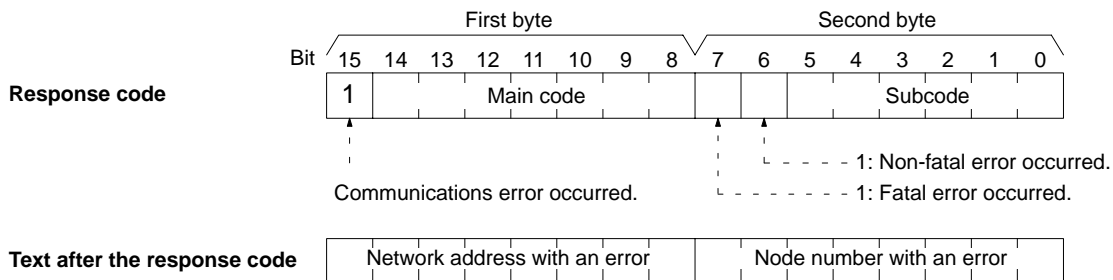 First byte Second byte
Bit 15 14 13 12 11 10 9 8 7 6 5 4 3 2 1 0
Response code 1 Main code Subcode
1: Non-fatal error occurred.
Communications error occurred. 1: Fatal error occurred.
Text after the response code Network address with an error Node number with an error